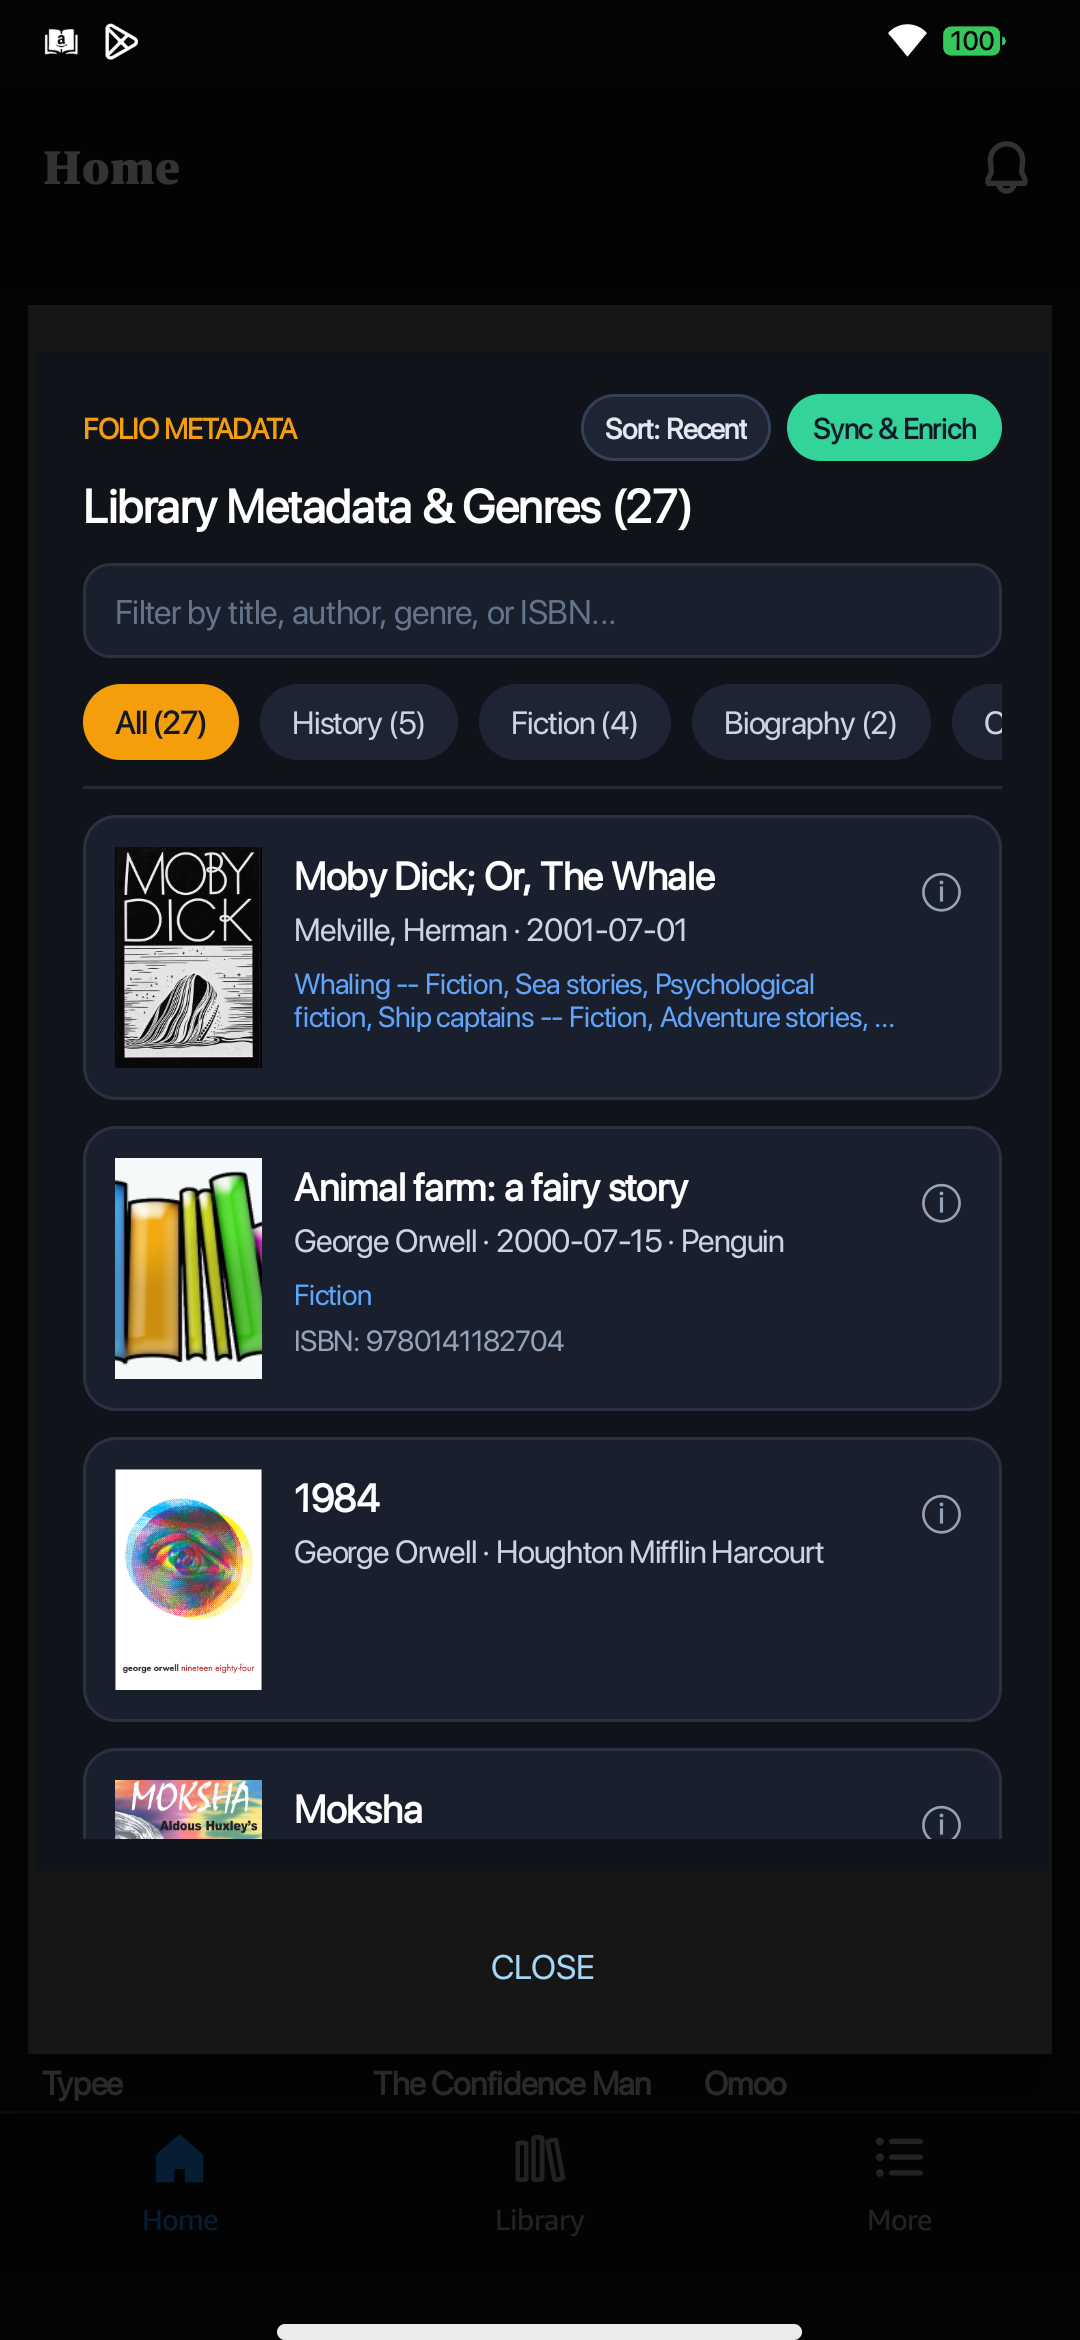 100
Home
FOLIO METADATA
Sort: Recent
Sync & Enrich
Library Metadata & Genres (27)
Filter by title, author, genre, or ISBN...
All (27)
History (5)
Fiction (4)
Biography (2)
C
MOBY
DICK
Moby Dick; Or, The Whale
Melville, Herman · 2001-07-01
Whaling -- Fiction, Sea stories, Psychological
fiction, Ship captains -- Fiction, Adventure stories, ...
Animal farm: a fairy story
George Orwell · 2000-07-15 · Penguin
Fiction
ISBN: 9780141182704
george orwell nineteen eighty-four
1984
George Orwell · Houghton Mifflin Harcourt
MOKSHA
Aldous Huxley's
Moksha
CLOSE
Typee
The Confidence Man
Omoo
Home
Library
More